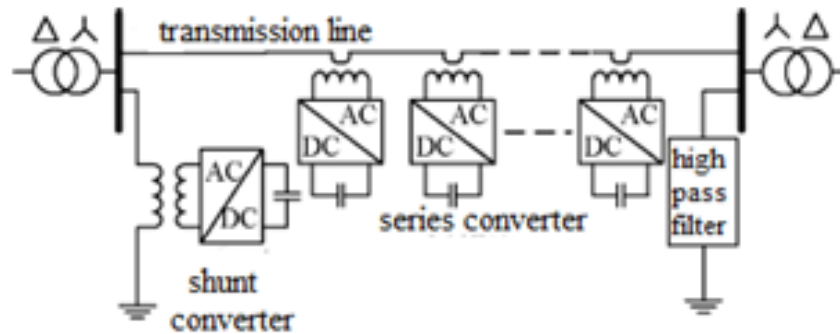 transmission line
AC
DC
AC
DC
AC
DC
AC
DC
high
pass
filter
series converter
shunt
converter